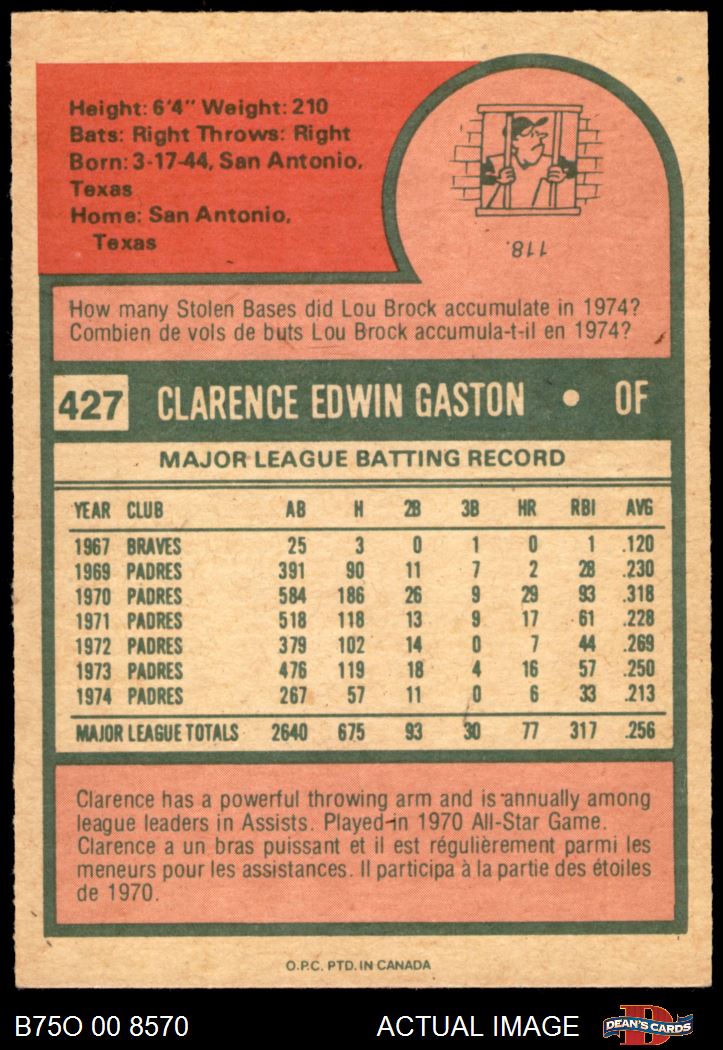 Height: 6'4" Weight: 210
Bats: Right Throws: Right
Born: 3-17-44, San Antonio,
Texas
Home: San Antonio,
Texas
118.
How many Stolen Bases did Lou Brock accumulate in 1974?
Combien de vols de buts Lou Brock accumula-t-il en 1974?
427 CLARENCE EDWIN GASTON • OF
MAJOR LEAGUE BATTING RECORD
YEAR CLUB AB H 2B 3B HR RBI AVG
1967 BRAVES 25 3 0 1 0 1 .120
1969 PADRES 391 90 11 7 2 28 .230
1970 PADRES 584 186 26 9 29 93 .318
1971 PADRES 518 118 13 9 17 61 .228
1972 PADRES 379 102 14 0 7 44 .269
1973 PADRES 476 119 18 4 16 57 .250
1974 PADRES 267 57 11 0 6 33 .213
MAJOR LEAGUE TOTALS 2640 675 93 30 77 317 .256
Clarence has a powerful throwing arm and is annually among
league leaders in Assists. Played in 1970 All-Star Game.
Clarence a un bras puissant et il est régulièrement parmi les
meneurs pour les assistances. Il participa à la partie des étoiles
de 1970.
O.P.C. PTD. IN CANADA
B75O 00 8570 ACTUAL IMAGE DEAN'S CARDS